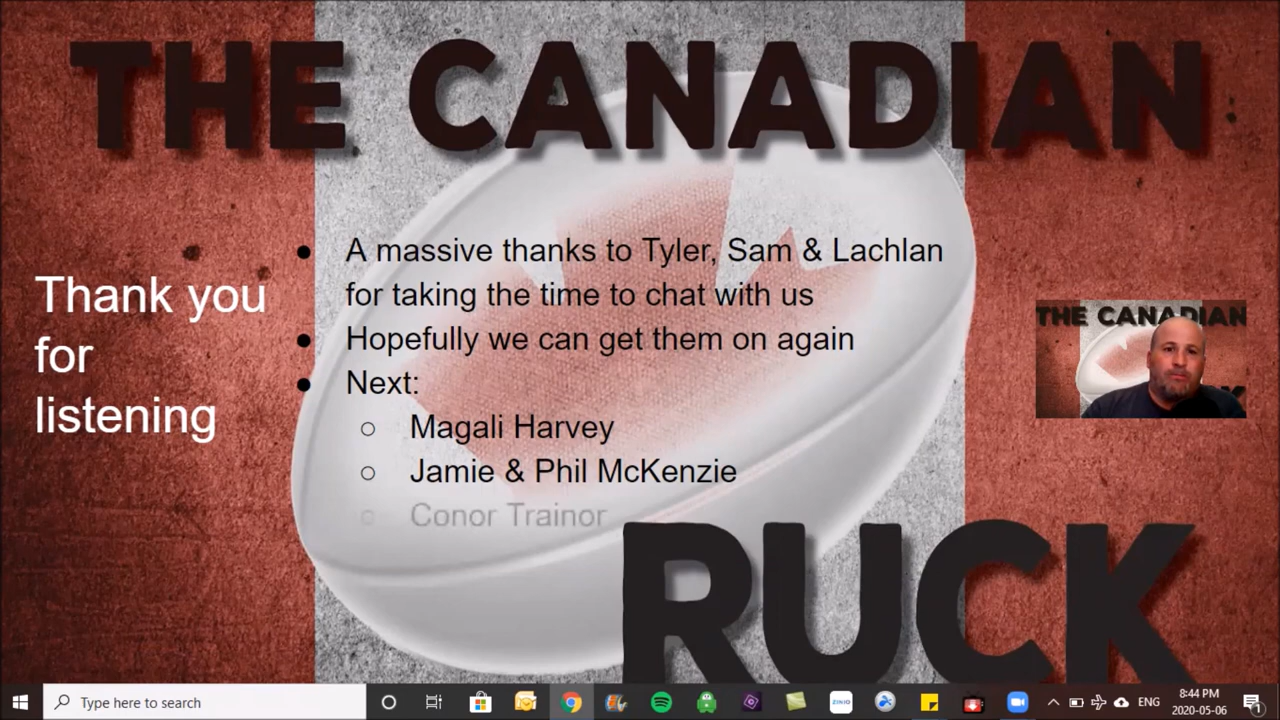 THE CANADIAN
Thank you
for
listening
● A massive thanks to Tyler, Sam & Lachlan
for taking the time to chat with us
● Hopefully we can get them on again
● Next:
○ Magali Harvey
○ Jamie & Phil McKenzie
○ Conor Trainor
THE CANADIAN
RUCK
Type here to search
ZINIO
ENG
8:44 PM
2020-05-06
1